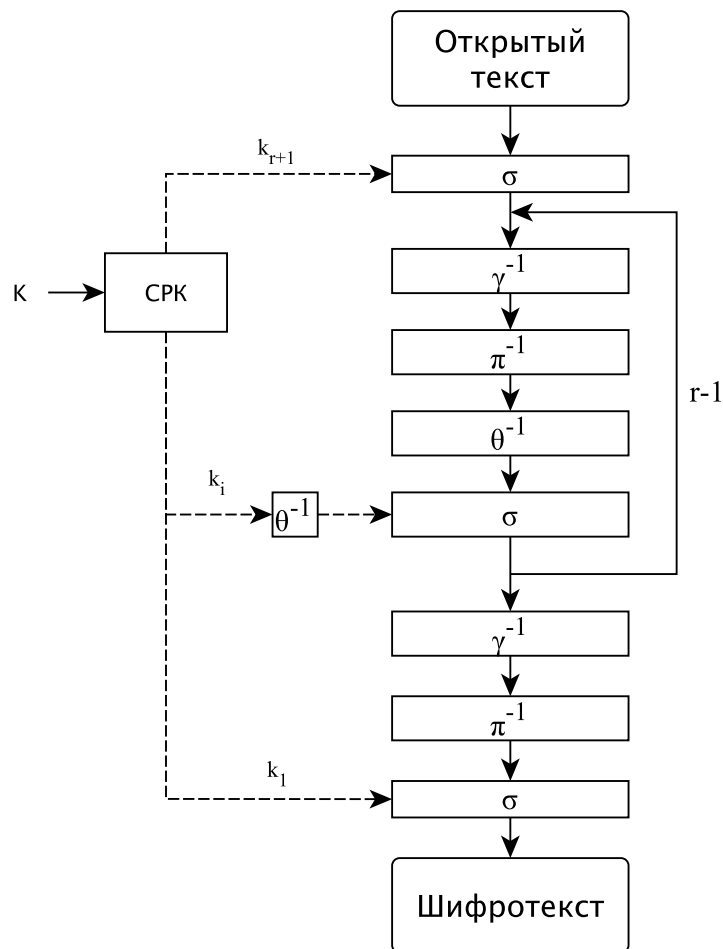 Открытый
текст
k_{r+1}
σ
γ^{-1}
K
СРК
π^{-1}
r-1
θ^{-1}
k_i
θ^{-1}
σ
γ^{-1}
π^{-1}
k_1
σ
Шифротекст